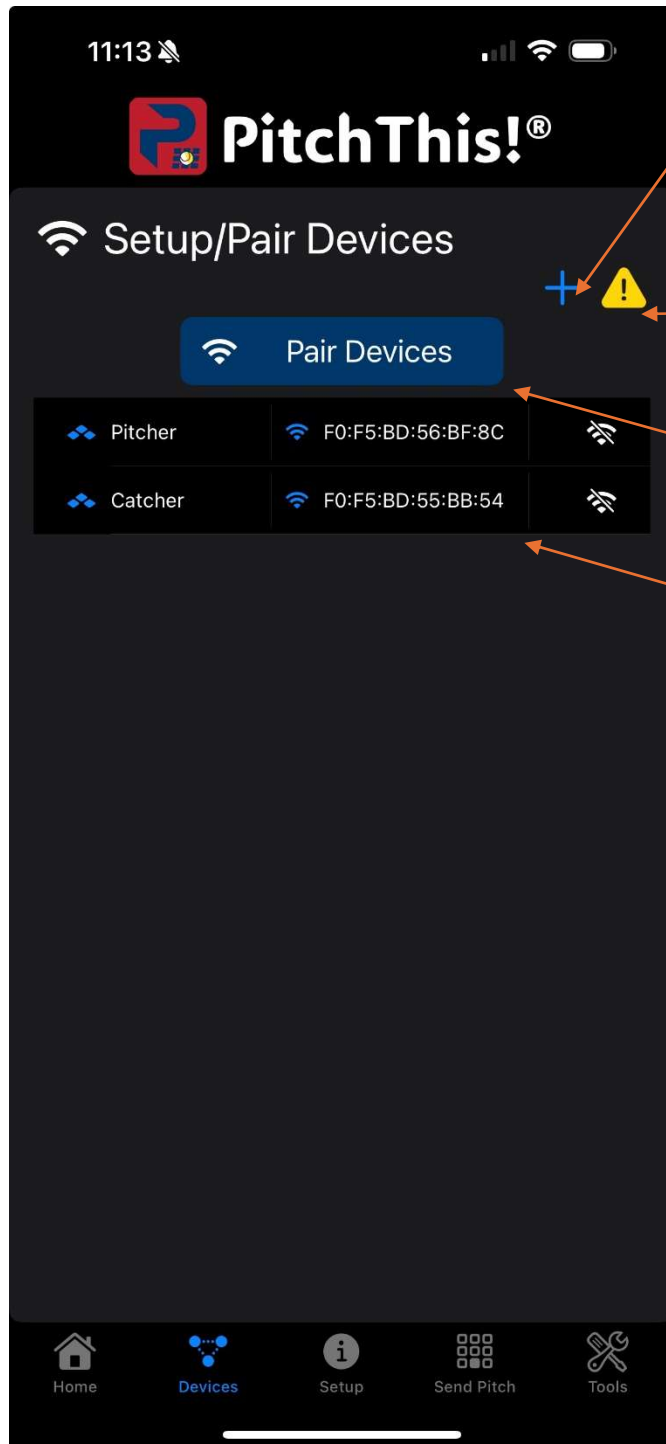 11:13
PitchThis!®
Setup/Pair Devices
Pair Devices
Pitcher F0:F5:BD:56:BF:8C
Catcher F0:F5:BD:55:BB:54
Home Devices Setup Send Pitch Tools